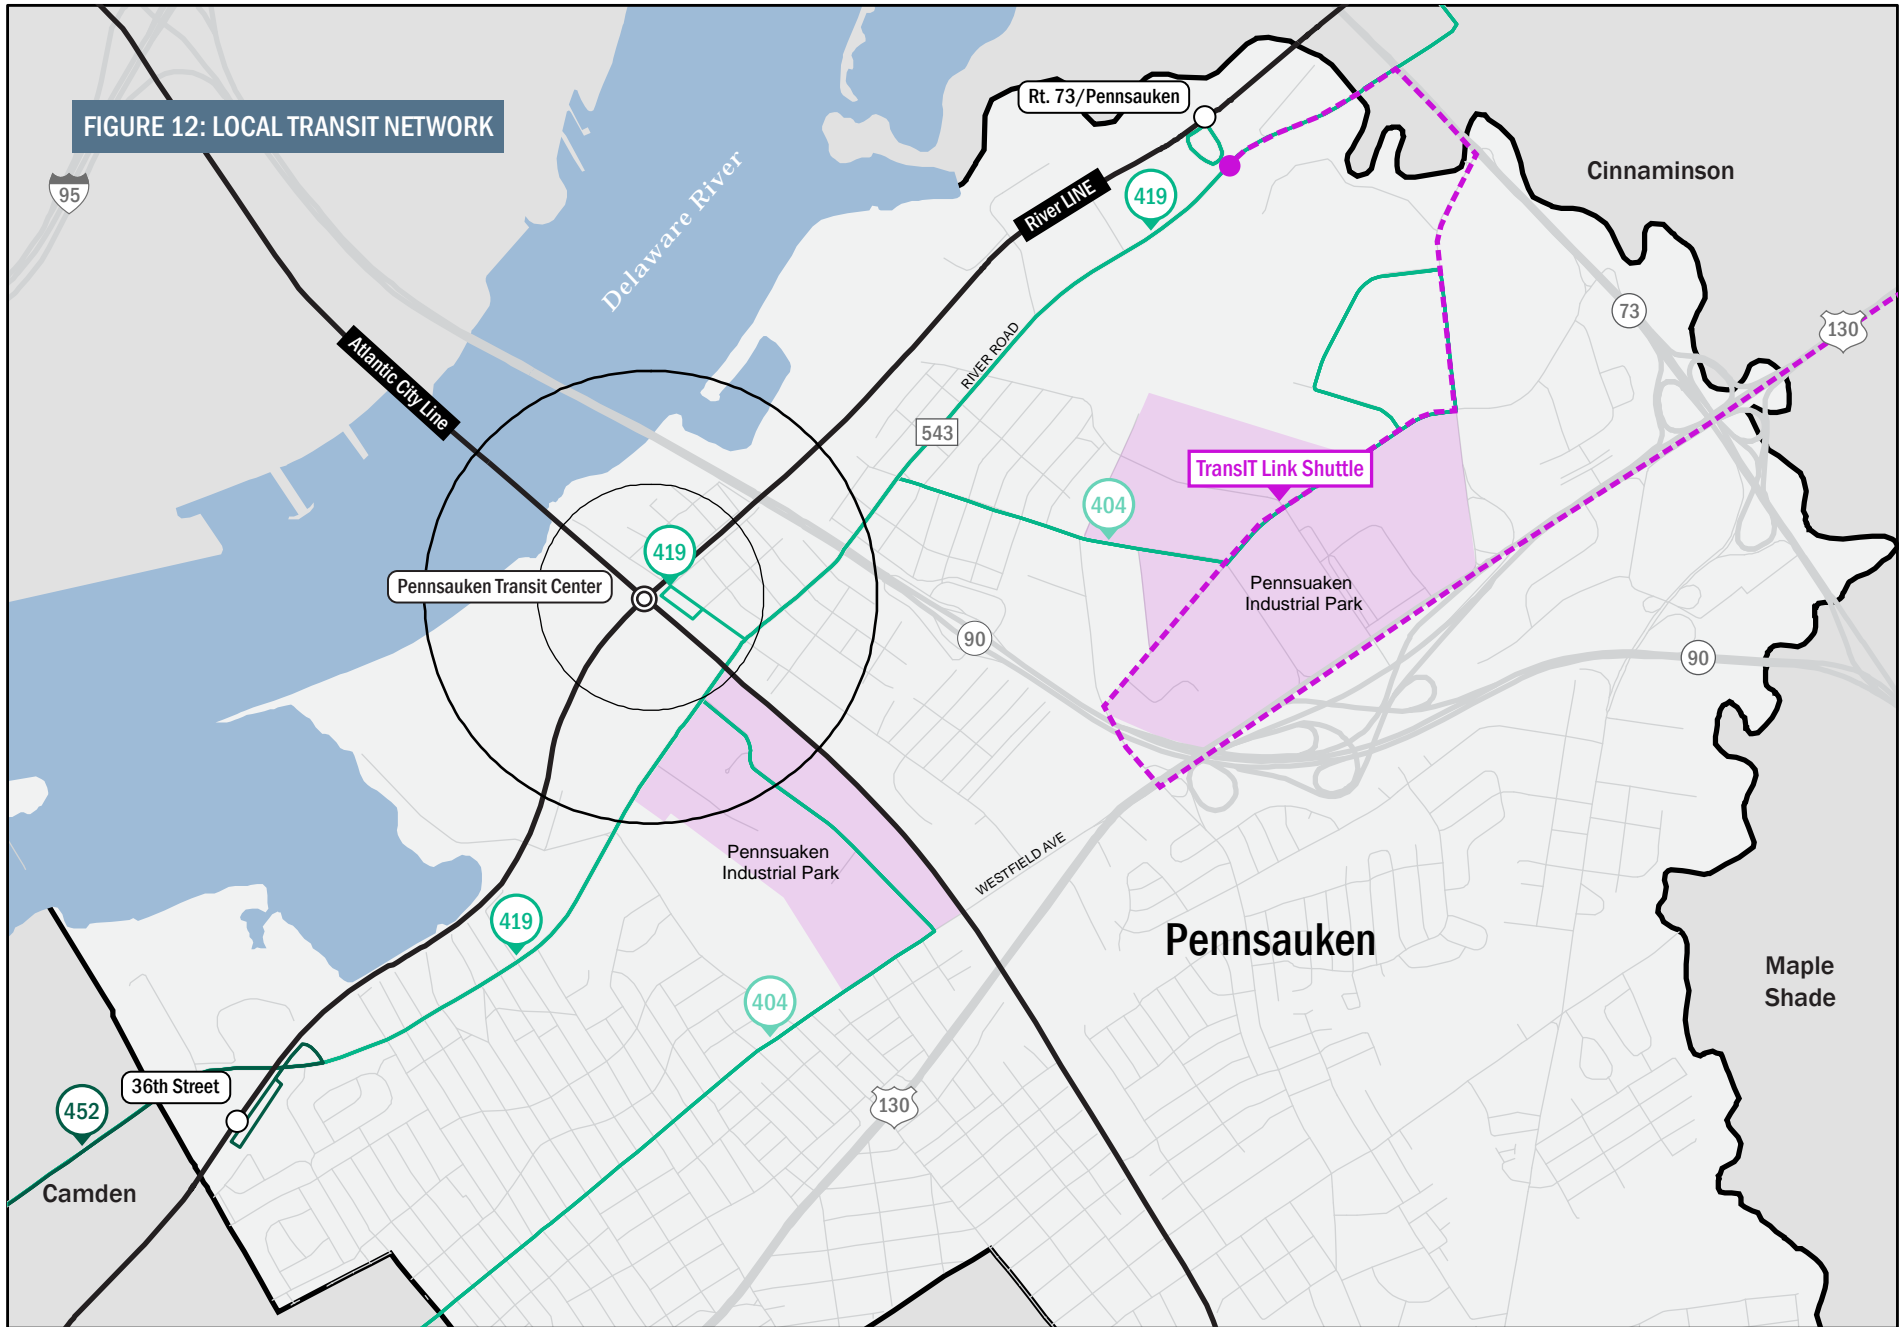 FIGURE 12: LOCAL TRANSIT NETWORK
95
Delaware River
Rt. 73/Pennsauken
River LINE
419
Cinnaminson
73
130
Atlantic City Line
RIVER ROAD
543
TransIT Link Shuttle
404
419
Pennsauken Transit Center
Pennsuaken
Industrial Park
90
90
Pennsuaken
Industrial Park
WESTFIELD AVE
419
Pennsauken
Maple
Shade
404
36th Street
452
130
Camden